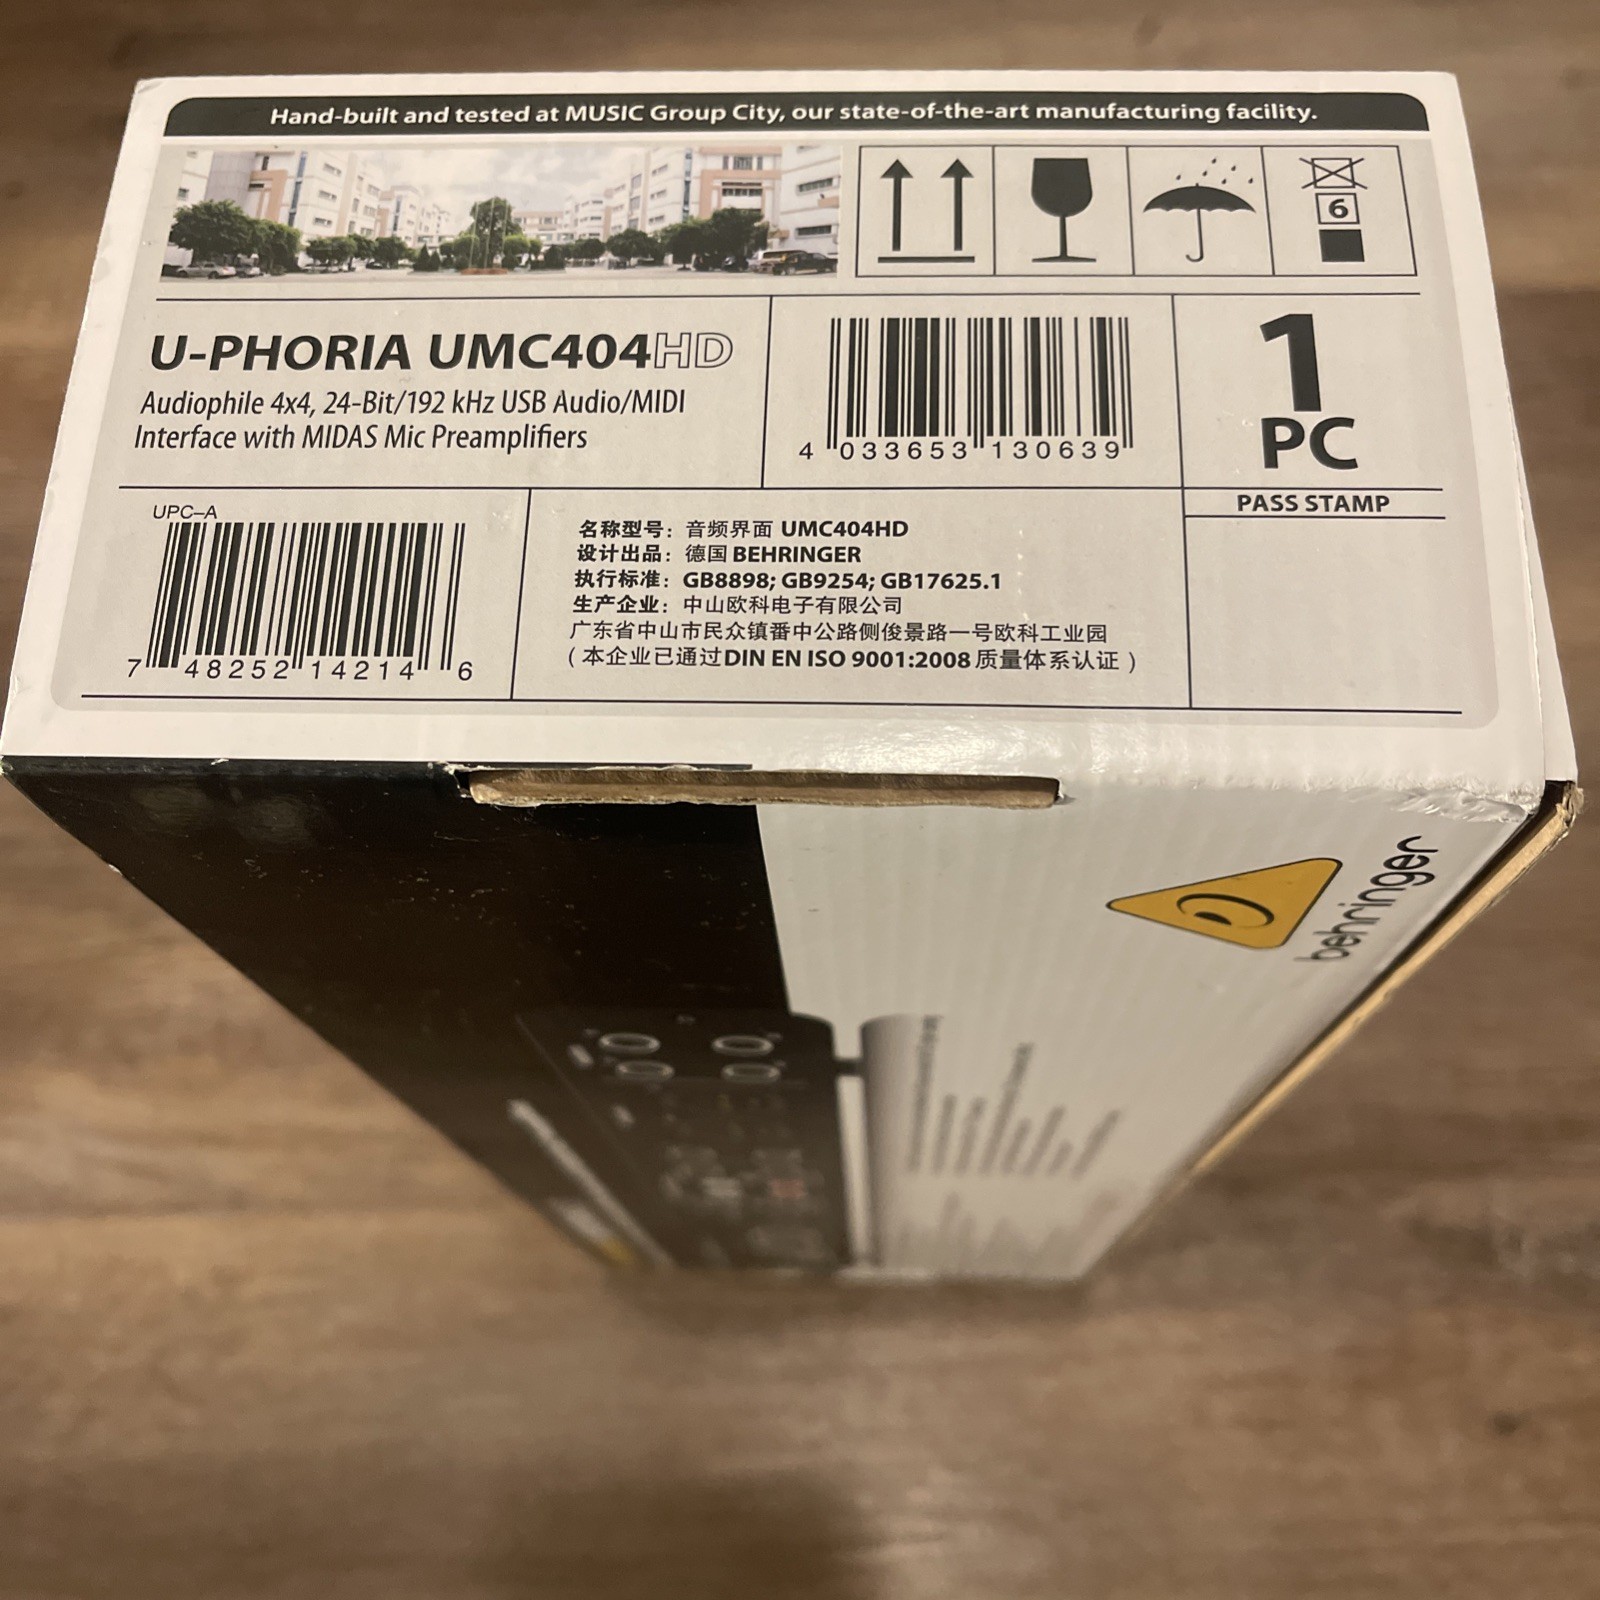 Hand-built and tested at MUSIC Group City, our state-of-the-art manufacturing facility.
6
U-PHORIA UMC404HD
Audiophile 4x4, 24-Bit/192 kHz USB Audio/MIDI
Interface with MIDAS Mic Preamplifiers
4 033653 130639
1
PC
PASS STAMP
UPC-A
7 48252 14214 6
名称型号：音频界面 UMC404HD
设计出品：德国 BEHRINGER
执行标准：GB8898; GB9254; GB17625.1
生产企业：中山欧科电子有限公司
广东省中山市民众镇番中公路侧俊景路一号欧科工业园
（本企业已通过DIN EN ISO 9001:2008 质量体系认证）
behringer